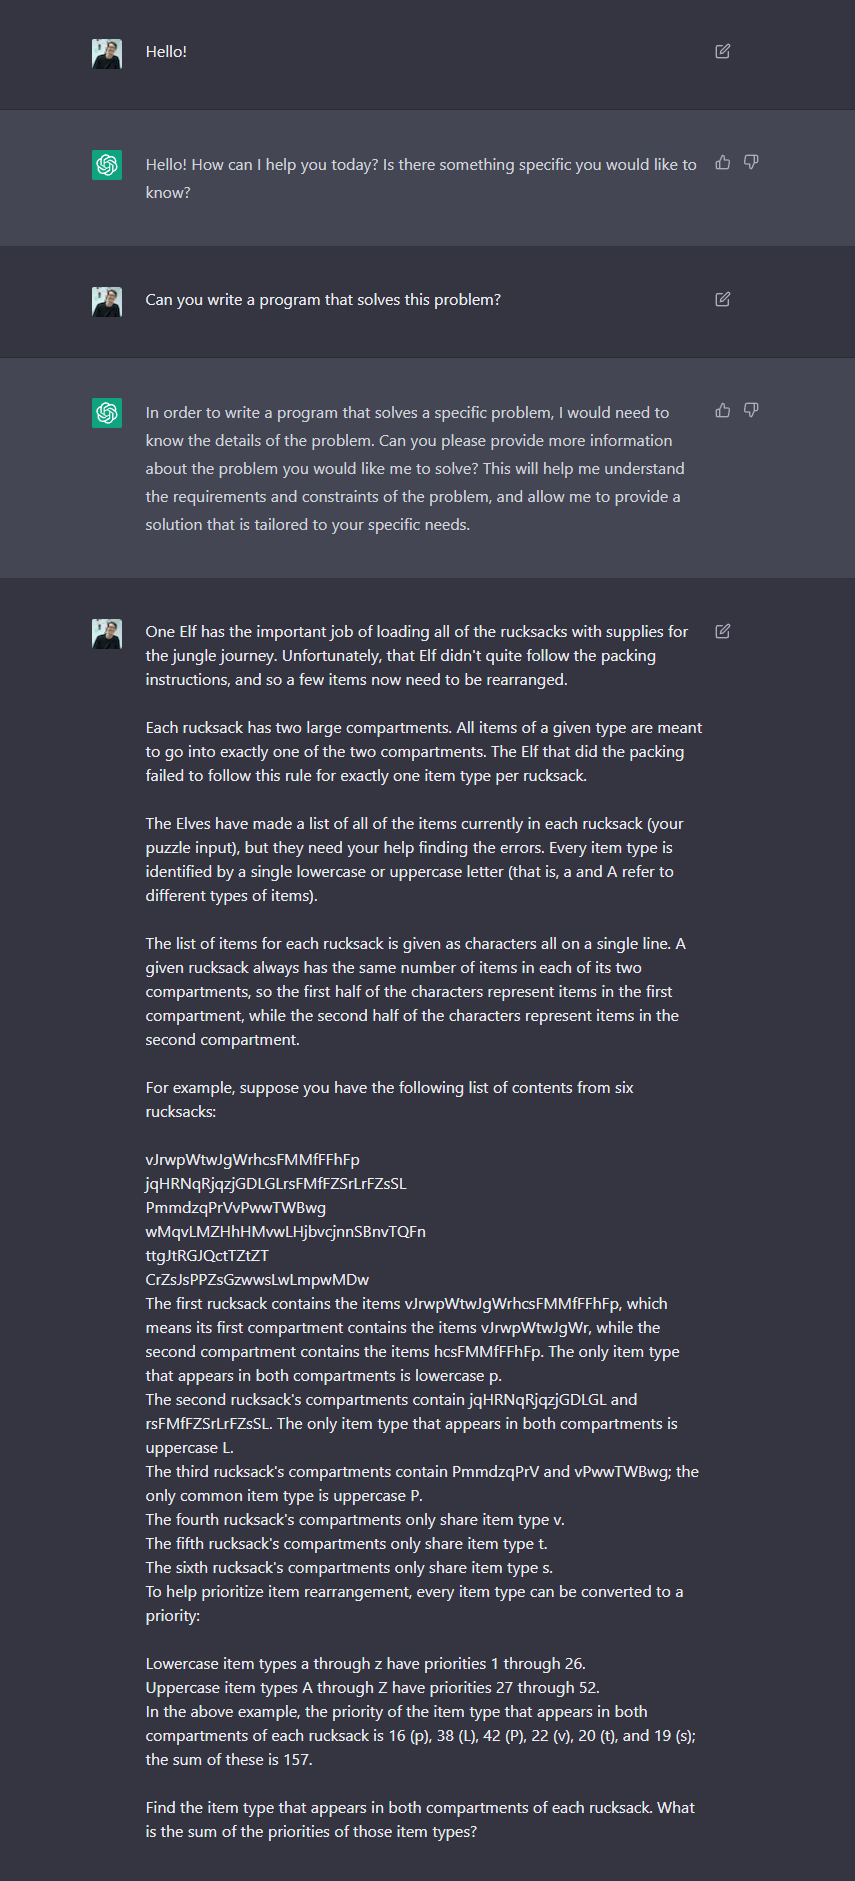 Hello!
Hello! How can I help you today? Is there something specific you would like to
know?
Can you write a program that solves this problem?
In order to write a program that solves a specific problem, I would need to
know the details of the problem. Can you please provide more information
about the problem you would like me to solve? This will help me understand
the requirements and constraints of the problem, and allow me to provide a
solution that is tailored to your specific needs.
One Elf has the important job of loading all of the rucksacks with supplies for
the jungle journey. Unfortunately, that Elf didn't quite follow the packing
instructions, and so a few items now need to be rearranged.
Each rucksack has two large compartments. All items of a given type are meant
to go into exactly one of the two compartments. The Elf that did the packing
failed to follow this rule for exactly one item type per rucksack.
The Elves have made a list of all of the items currently in each rucksack (your
puzzle input), but they need your help finding the errors. Every item type is
identified by a single lowercase or uppercase letter (that is, a and A refer to
different types of items).
The list of items for each rucksack is given as characters all on a single line. A
given rucksack always has the same number of items in each of its two
compartments, so the first half of the characters represent items in the first
compartment, while the second half of the characters represent items in the
second compartment.
For example, suppose you have the following list of contents from six
rucksacks:
vJrwpWtwJgWrhcsFMMfFFhFp
jqHRNqRjqzjGDLGLrsFMfFZSrLrFZsSL
PmmdzqPrVvPwwTWBwg
wMqvLMZHhHMvwLHjbvcjnnSBnvTQFn
ttgJtRGJQctTZtZT
CrZsJsPPZsGzwwsLwLmpwMDw
The first rucksack contains the items vJrwpWtwJgWrhcsFMMfFFhFp, which
means its first compartment contains the items vJrwpWtwJgWr, while the
second compartment contains the items hcsFMMfFFhFp. The only item type
that appears in both compartments is lowercase p.
The second rucksack's compartments contain jqHRNqRjqzjGDLGL and
rsFMfFZSrLrFZsSL. The only item type that appears in both compartments is
uppercase L.
The third rucksack's compartments contain PmmdzqPrV and vPwwTWBwg; the
only common item type is uppercase P.
The fourth rucksack's compartments only share item type v.
The fifth rucksack's compartments only share item type t.
The sixth rucksack's compartments only share item type s.
To help prioritize item rearrangement, every item type can be converted to a
priority:
Lowercase item types a through z have priorities 1 through 26.
Uppercase item types A through Z have priorities 27 through 52.
In the above example, the priority of the item type that appears in both
compartments of each rucksack is 16 (p), 38 (L), 42 (P), 22 (v), 20 (t), and 19 (s);
the sum of these is 157.
Find the item type that appears in both compartments of each rucksack. What
is the sum of the priorities of those item types?